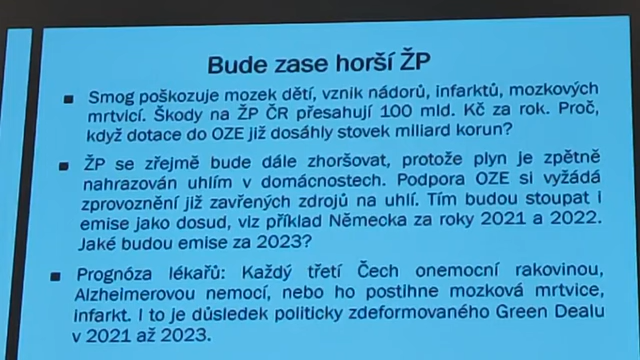 Bude zase horší ŽP
Smog poškozuje mozek dětí, vznik nádorů, infarktů, mozkových
mrtvicí. Škody na ŽP ČR přesahují 100 mld. Kč za rok. Proč,
když dotace do OZE již dosáhly stovek miliard korun?
ŽP se zřejmě bude dále zhoršovat, protože plyn je zpětně
nahrazován uhlím v domácnostech. Podpora OZE si vyžádá
zprovoznění již zavřených zdrojů na uhlí. Tím budou stoupat i
emise jako dosud, viz příklad Německa za roky 2021 a 2022.
Jaké budou emise za 2023?
Prognóza lékařů: Každý třetí Čech onemocní rakovinou,
Alzheimerovou nemocí, nebo ho postihne mozková mrtvice,
infarkt. I to je důsledek politicky zdeformovaného Green Dealu
v 2021 až 2023.